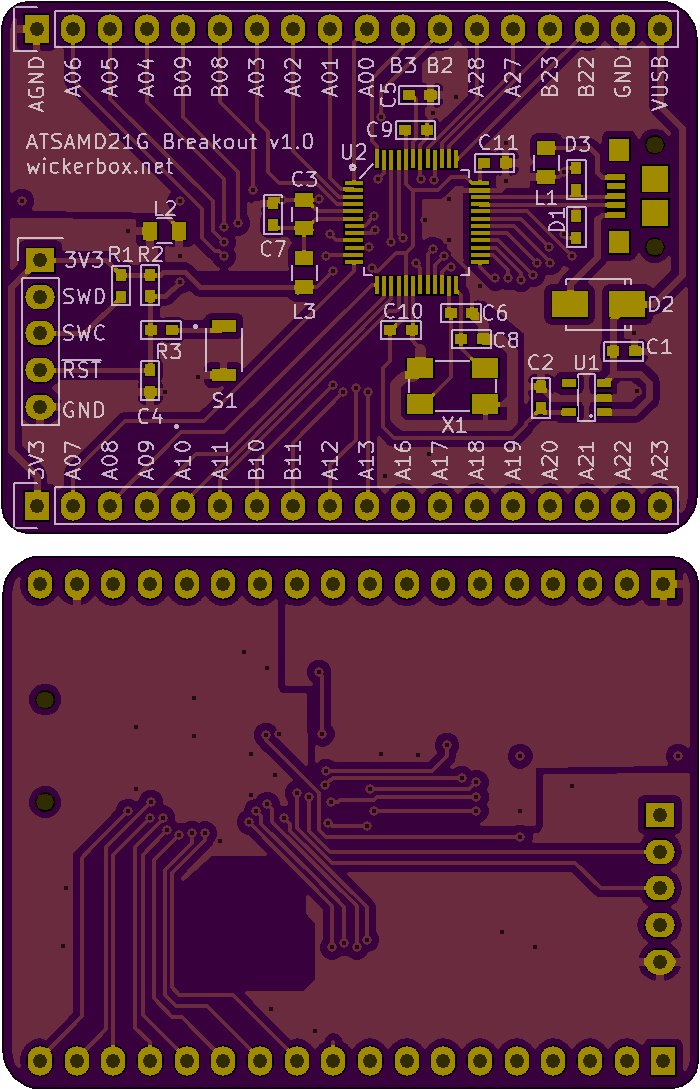 AGND A06 A05 A04 B09 B08 A03 A02 A01 A00 B3 B2 A28 A27 B23 B22 GND VUSB
C5
C9
ATSAMD21G Breakout v1.0
wickerbox.net
U2
C11
D3
L1
C3
L2
C7
D1
3V3
R1 R2
SWD
L3
D2
SWC
R3
C10
C6
C8
C1
RST
S1
C2
U1
GND
C4
X1
3V3 A07 A08 A09 A10 A11 B10 B11 A12 A13 A16 A17 A18 A19 A20 A21 A22 A23